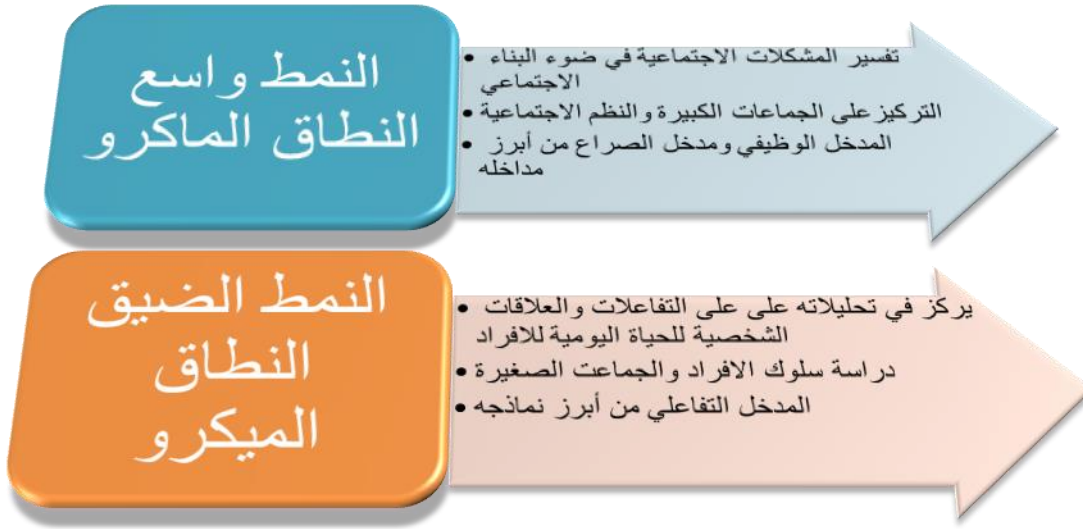 النمط واسع
النطاق الماكرو
• تفسير المشكلات الاجتماعية في ضوء البناء
الاجتماعي
• التركيز على الجماعات الكبيرة والنظم الاجتماعية
• المدخل الوظيفي ومدخل الصراع من أبرز
مداخله
النمط الضيق
النطاق
الميكرو
• يركز في تحليلاته على على التفاعلات والعلاقات
الشخصية للحياة اليومية للافراد
• دراسة سلوك الافراد والجماعت الصغيرة
• المدخل التفاعلي من أبرز نماذجه